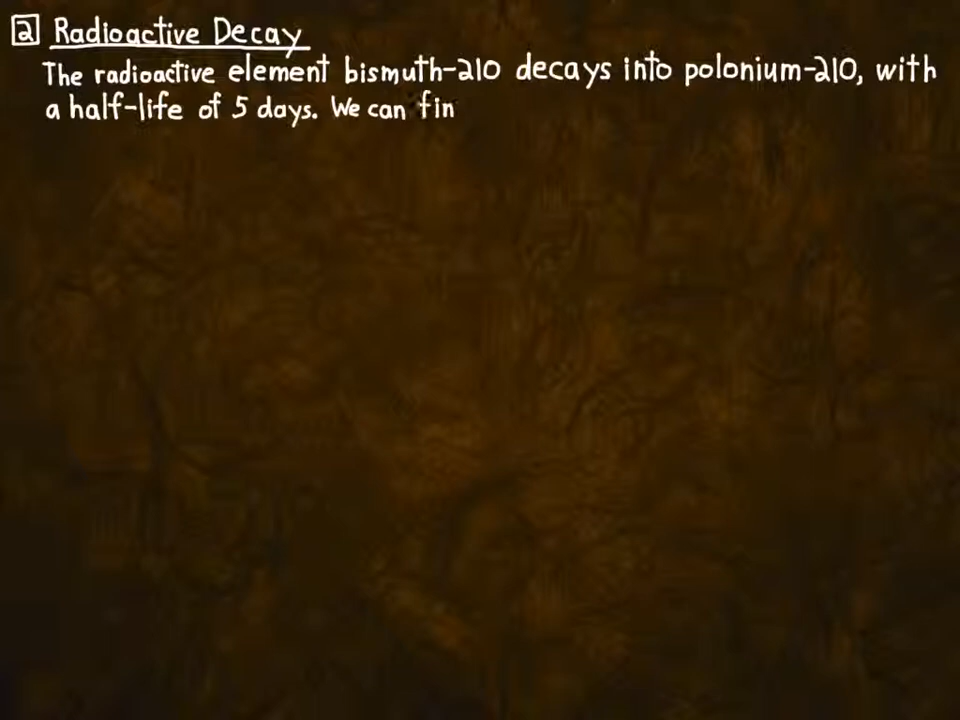 2 Radioactive Decay
The radioactive element bismuth-210 decays into polonium-210, with
a half-life of 5 days. We can fin